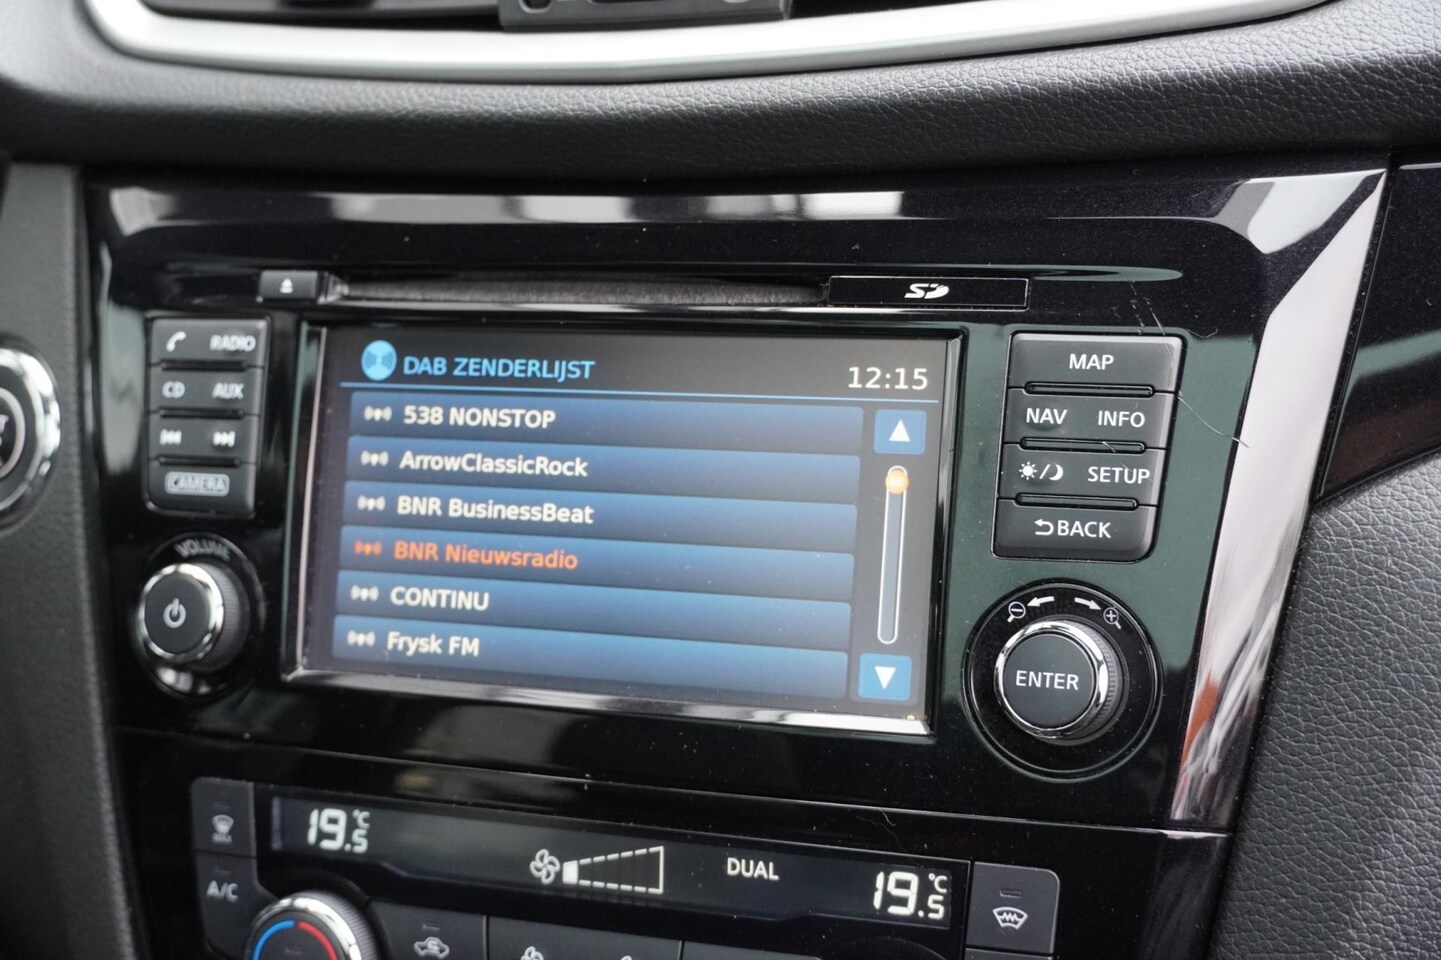 SD
RADIO
CD AUX
CAMERA
VOLUME
DAB ZENDERLIJST 12:15
538 NONSTOP
ArrowClassicRock
BNR BusinessBeat
BNR Nieuwsradio
CONTINU
Frysk FM
MAP
NAV INFO
SETUP
BACK
ENTER
19.5°C DUAL 19.5°C
A/C